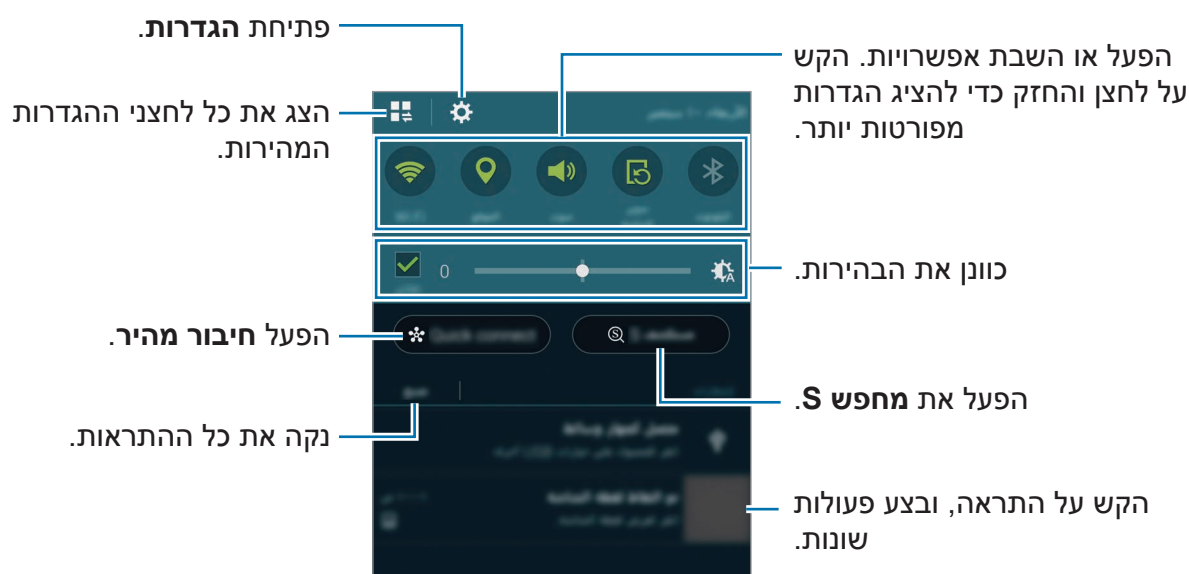 פתיחת הגדרות.
הפעל או השבת אפשרויות. הקש
על לחצן והחזק כדי להציג הגדרות
מפורטות יותר.
הצג את כל לחצני ההגדרות
המהירות.
0
כוונן את הבהירות.
Quick connect
S
הפעל חיבור מהיר.
הפעל את מחפש S.
נקה את כל ההתראות.
הקש על התראה, ובצע פעולות
שונות.